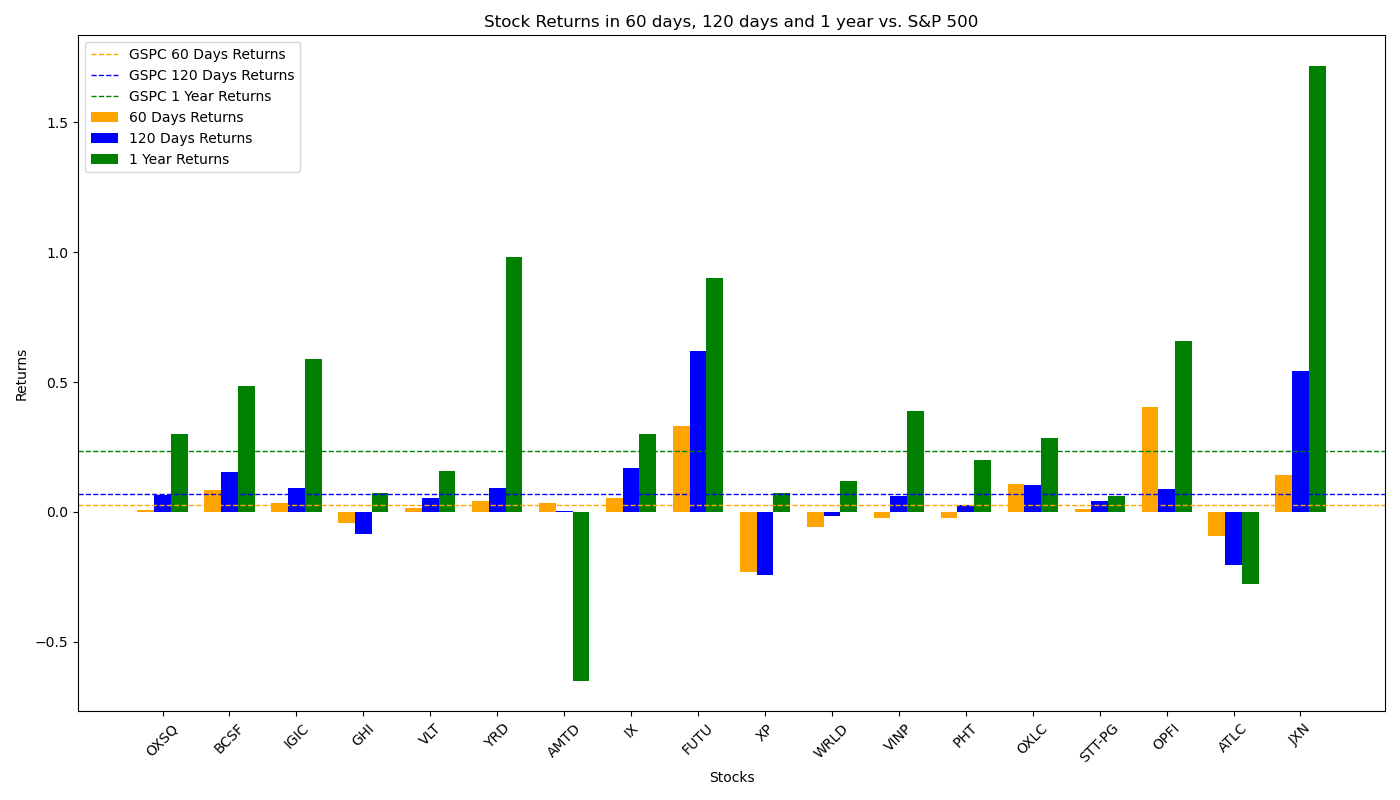 Stock Returns in 60 days, 120 days and 1 year vs. S&P 500
GSPC 60 Days Returns
GSPC 120 Days Returns
GSPC 1 Year Returns
60 Days Returns
120 Days Returns
1 Year Returns
1.5
1.0
0.5
0.0
−0.5
Returns
OXSQ
BCSF
IGIC
GHI
VLT
YRD
AMTD
IX
FUTU
XP
WRLD
VINP
PHT
OXLC
STT-PG
OPFI
ATLC
JXN
Stocks